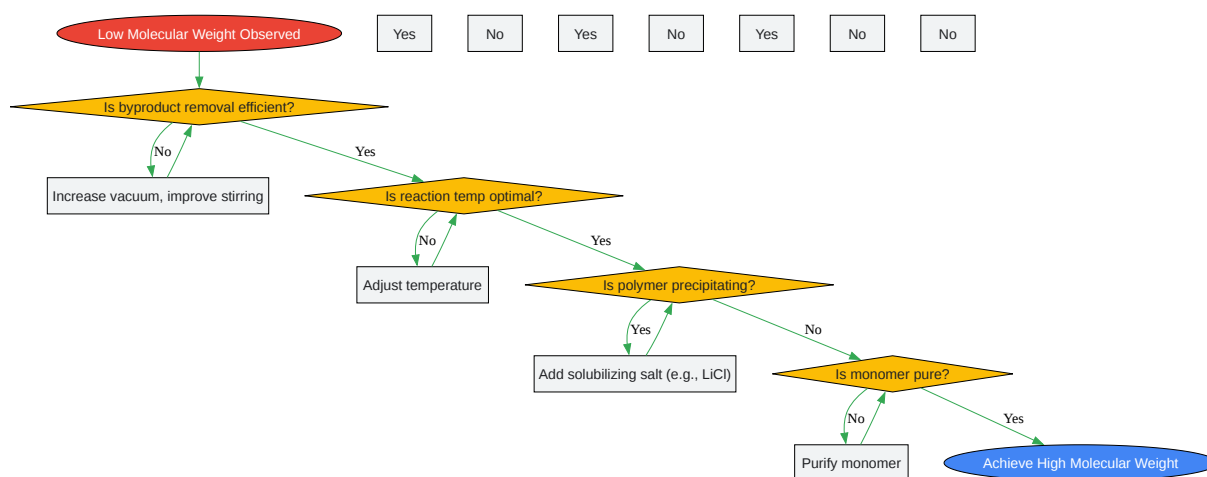 Low Molecular Weight Observed
Yes
No
Yes
No
Yes
No
No
Is byproduct removal efficient?
No
Yes
Increase vacuum, improve stirring
Is reaction temp optimal?
No
Yes
Adjust temperature
Is polymer precipitating?
Yes
No
Add solubilizing salt (e.g., LiCl)
Is monomer pure?
No
Yes
Purify monomer
Achieve High Molecular Weight